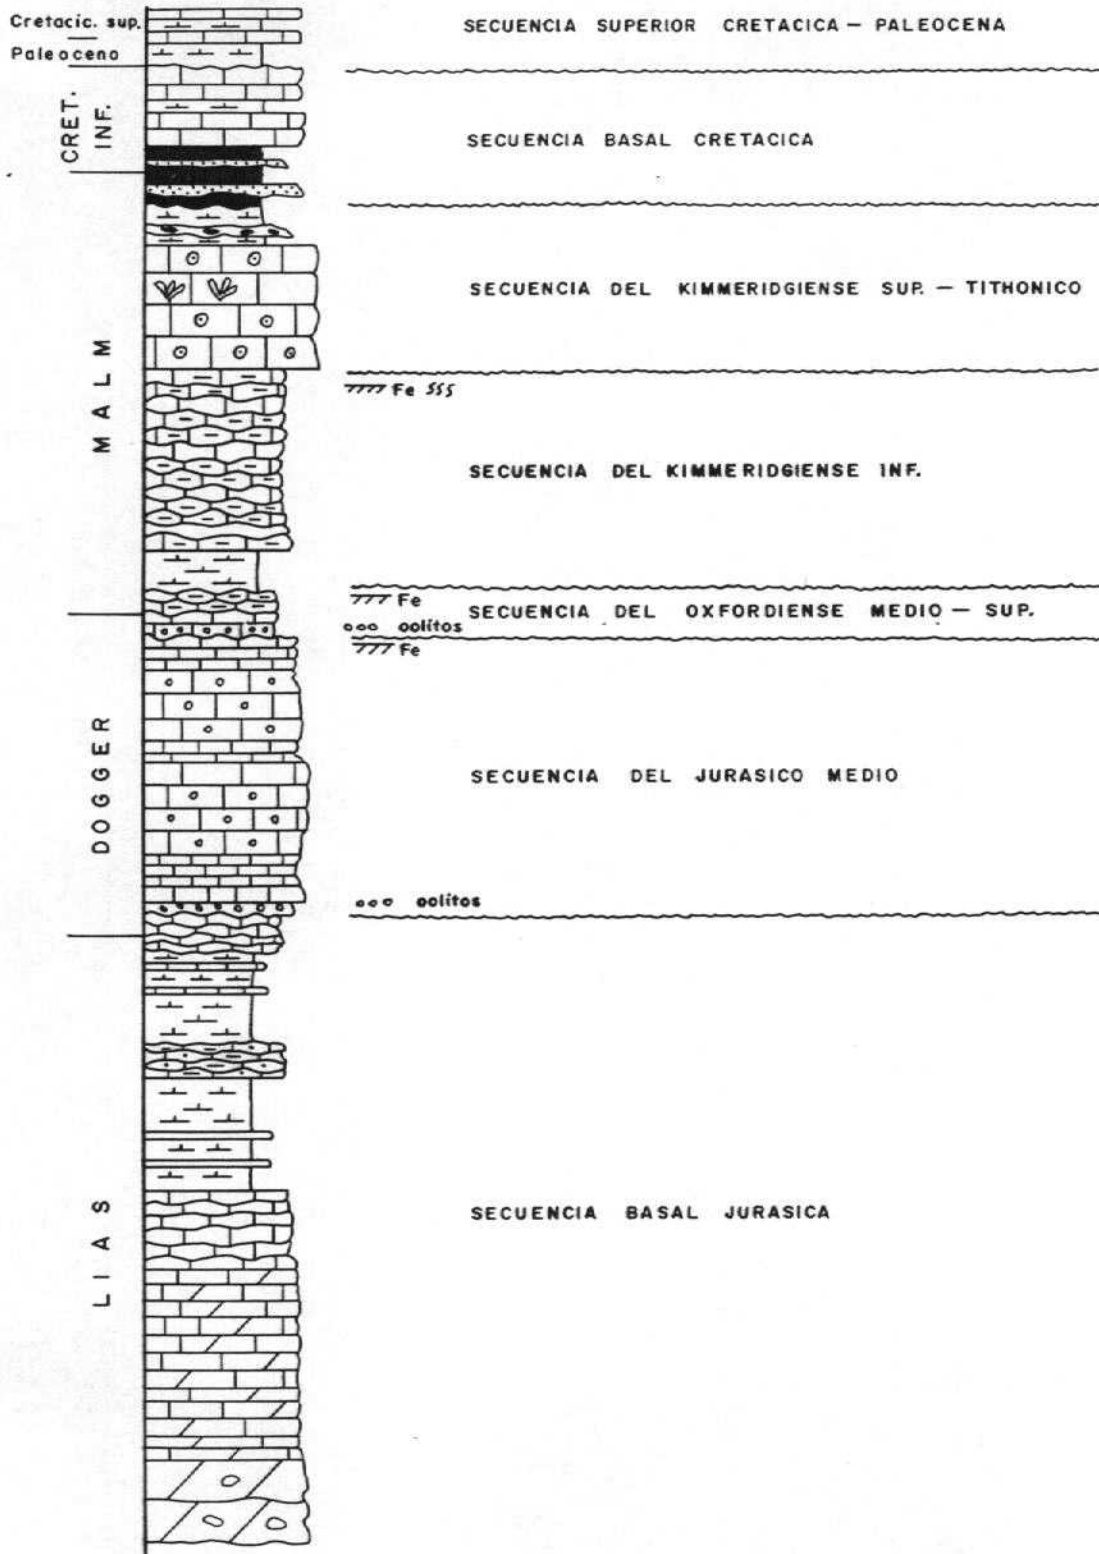 Cretacic. sup.
Paleoceno
SECUENCIA SUPERIOR CRETACICA — PALEOCENA
CRET.
INF.
SECUENCIA BASAL CRETACICA
MALM
SECUENCIA DEL KIMMERIDGIENSE SUP. — TITHONICO
Fe SSS
SECUENCIA DEL KIMMERIDGIENSE INF.
Fe
SECUENCIA DEL OXFORDIENSE MEDIO — SUP.
oolitos
Fe
DOGGER
SECUENCIA DEL JURASICO MEDIO
oolitos
LIAS
SECUENCIA BASAL JURASICA